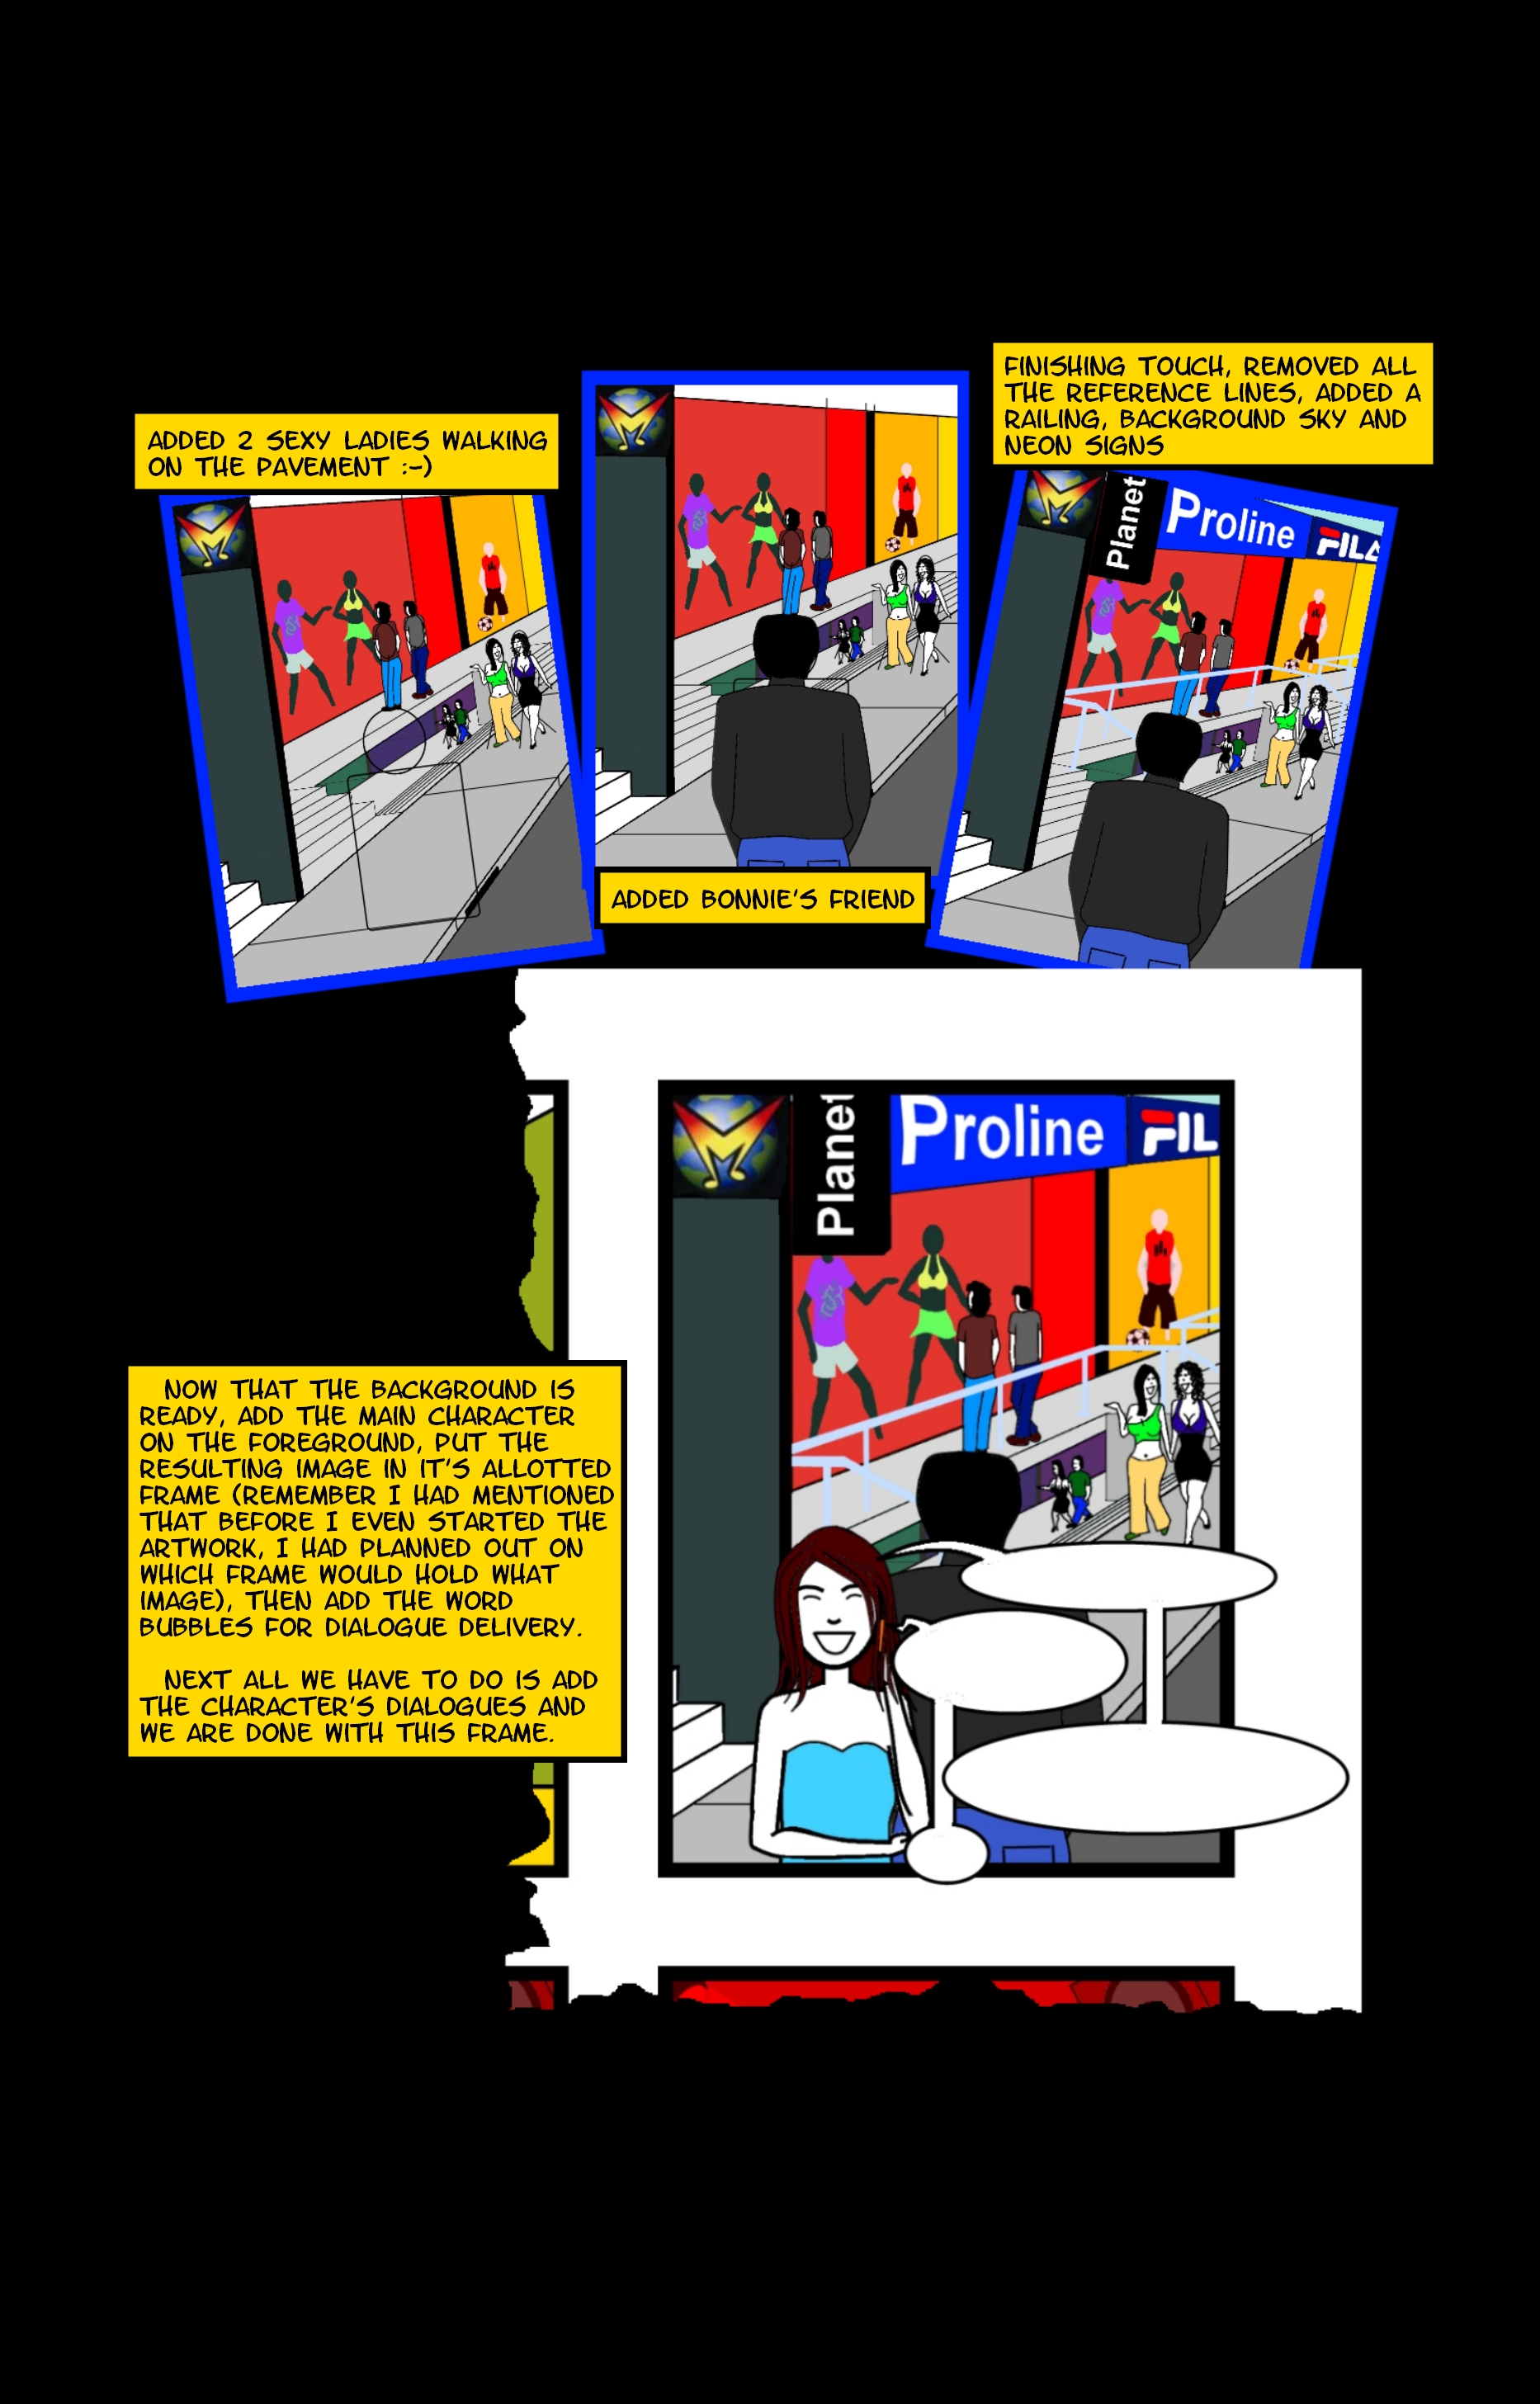 FINISHING TOUCH, REMOVED ALL
THE REFERENCE LINES, ADDED A
RAILING, BACKGROUND SKY AND
NEON SIGNS
ADDED 2 SEXY LADIES WALKING
ON THE PAVEMENT :-)
Planet
Proline
FILA
ADDED BONNIE'S FRIEND
Planet
Proline
FIL
NOW THAT THE BACKGROUND IS
READY, ADD THE MAIN CHARACTER
ON THE FOREGROUND, PUT THE
RESULTING IMAGE IN IT'S ALLOTTED
FRAME (REMEMBER I HAD MENTIONED
THAT BEFORE I EVEN STARTED THE
ARTWORK, I HAD PLANNED OUT ON
WHICH FRAME WOULD HOLD WHAT
IMAGE), THEN ADD THE WORD
BUBBLES FOR DIALOGUE DELIVERY.
NEXT ALL WE HAVE TO DO IS ADD
THE CHARACTER'S DIALOGUES AND
WE ARE DONE WITH THIS FRAME.